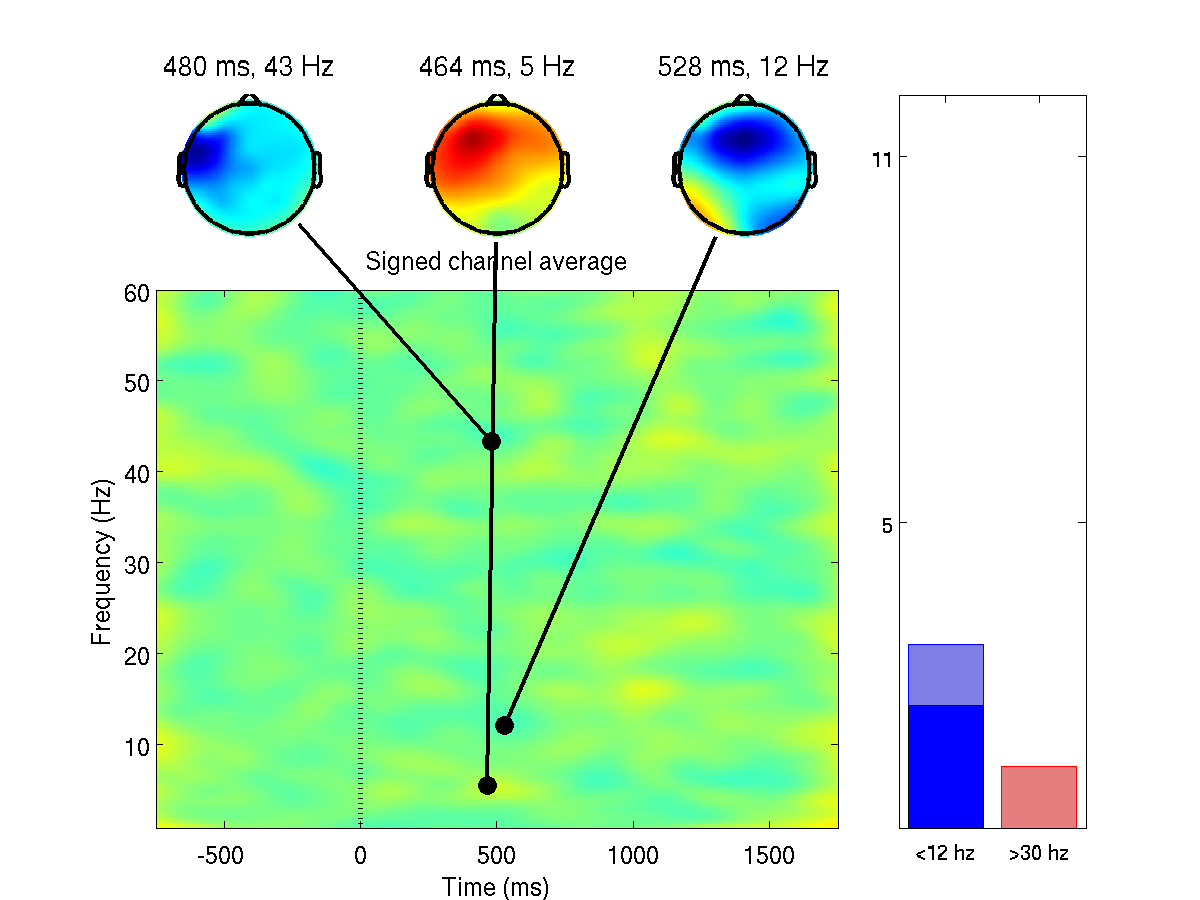 480 ms, 43 Hz
464 ms, 5 Hz
528 ms, 12 Hz
Signed channel average
60
50
40
30
20
10
Frequency (Hz)
-500
0
500
1000
1500
Time (ms)
11
5
<12 hz
>30 hz